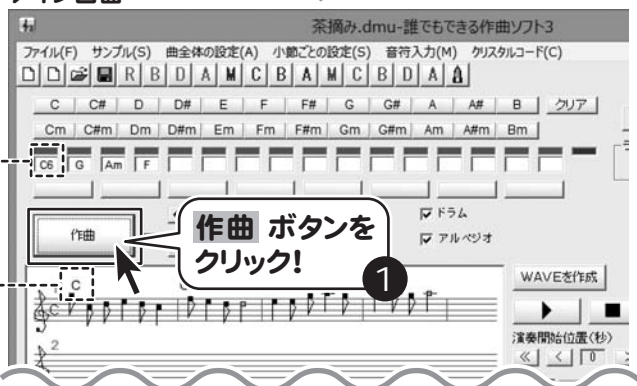 茶摘み.dmu-誰でもできる作曲ソフト3
ファイル(F) サンプル(S) 曲全体の設定(A) 小節ごとの設定(S) 音符入力(M) クリスタルコード(C)
R B D A M C B A M C B D A
C C# D D# E F F# G G# A A# B クリア
Cm C#m Dm D#m Em Fm F#m Gm G#m Am A#m Bm
C6 G Am F
作曲
作曲 ボタンを
クリック!
1
ドラム
アルペジオ
C
WAVEを作成
演奏開始位置(秒)
2
≪ < 0